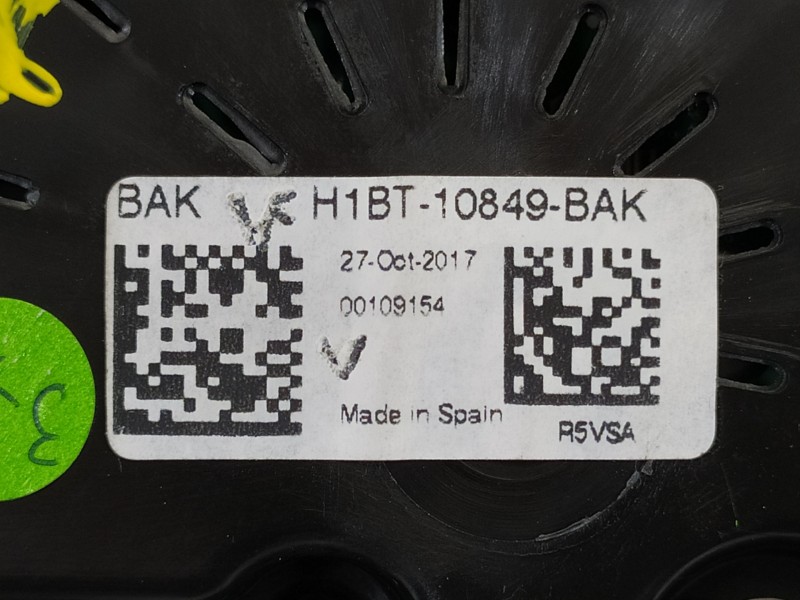 BAK H1BT-10849-BAK
27-Oct-2017
00109154
Made in Spain
R5VSA